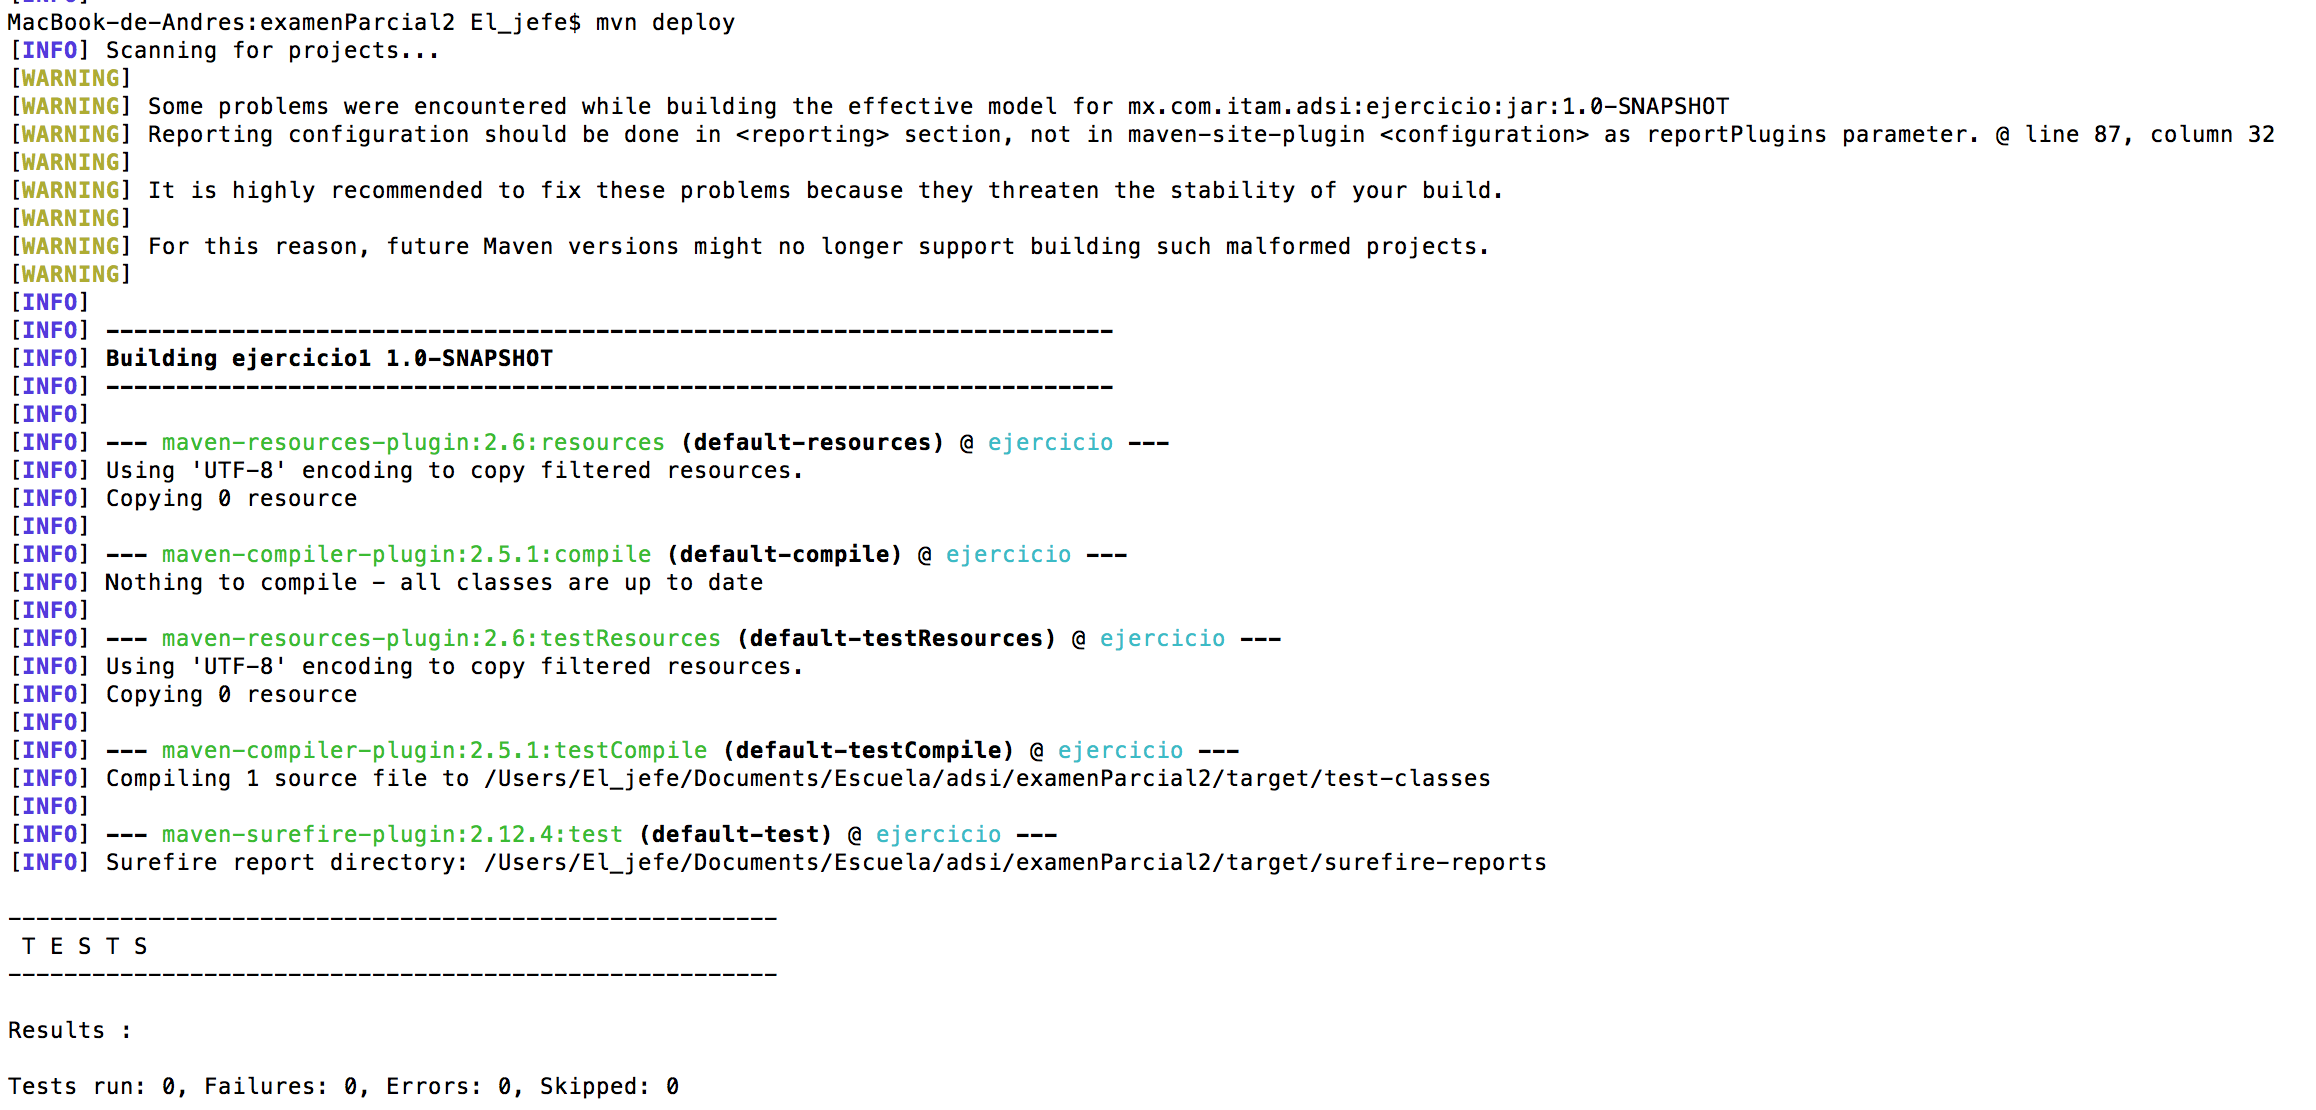 [INFO]
MacBook-de-Andres:examenParcial2 El_jefe$ mvn deploy
[INFO] Scanning for projects...
[WARNING]
[WARNING] Some problems were encountered while building the effective model for mx.com.itam.adsi:ejercicio:jar:1.0-SNAPSHOT
[WARNING] Reporting configuration should be done in <reporting> section, not in maven-site-plugin <configuration> as reportPlugins parameter. @ line 87, column 32
[WARNING]
[WARNING] It is highly recommended to fix these problems because they threaten the stability of your build.
[WARNING]
[WARNING] For this reason, future Maven versions might no longer support building such malformed projects.
[WARNING]
[INFO]
[INFO] ------------------------------------------------------------------------
[INFO] Building ejercicio1 1.0-SNAPSHOT
[INFO] ------------------------------------------------------------------------
[INFO]
[INFO] --- maven-resources-plugin:2.6:resources (default-resources) @ ejercicio ---
[INFO] Using 'UTF-8' encoding to copy filtered resources.
[INFO] Copying 0 resource
[INFO]
[INFO] --- maven-compiler-plugin:2.5.1:compile (default-compile) @ ejercicio ---
[INFO] Nothing to compile - all classes are up to date
[INFO]
[INFO] --- maven-resources-plugin:2.6:testResources (default-testResources) @ ejercicio ---
[INFO] Using 'UTF-8' encoding to copy filtered resources.
[INFO] Copying 0 resource
[INFO]
[INFO] --- maven-compiler-plugin:2.5.1:testCompile (default-testCompile) @ ejercicio ---
[INFO] Compiling 1 source file to /Users/El_jefe/Documents/Escuela/adsi/examenParcial2/target/test-classes
[INFO]
[INFO] --- maven-surefire-plugin:2.12.4:test (default-test) @ ejercicio ---
[INFO] Surefire report directory: /Users/El_jefe/Documents/Escuela/adsi/examenParcial2/target/surefire-reports
-------------------------------------------------------
T E S T S
-------------------------------------------------------
Results :
Tests run: 0, Failures: 0, Errors: 0, Skipped: 0